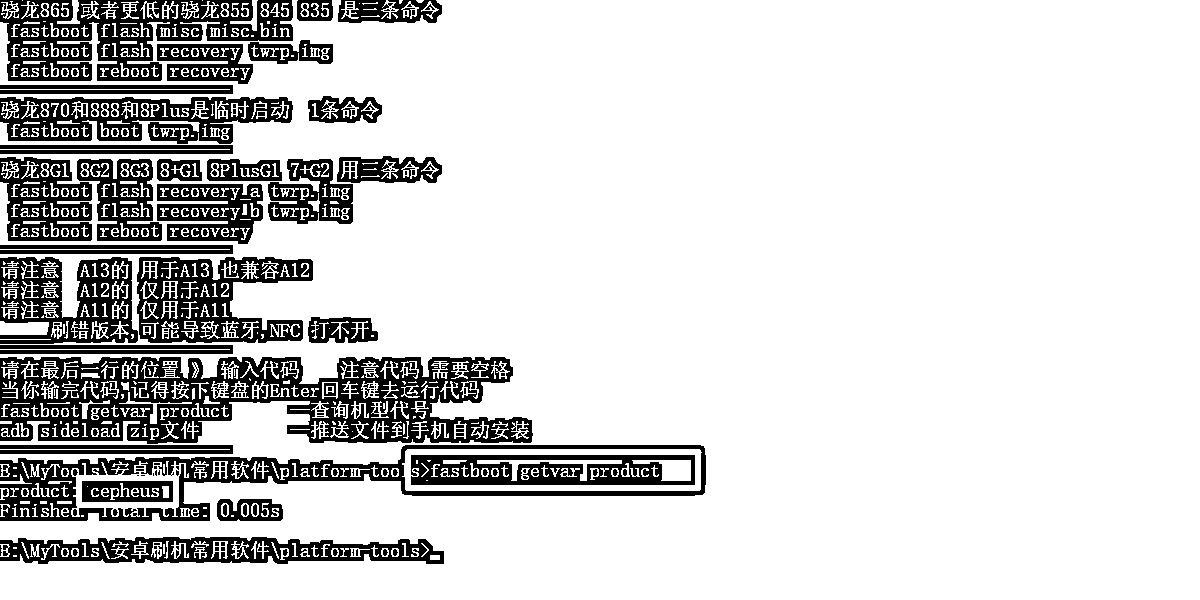 骁龙865 或者更低的骁龙855 845 835 是三条命令
fastboot flash misc misc.bin
fastboot flash recovery twrp.img
fastboot reboot recovery
骁龙870和888和8Plus是临时启动 1条命令
fastboot boot twrp.img
骁龙8G1 8G2 8G3 8+G1 8PlusG1 7+G2 用三条命令
fastboot flash recovery_a twrp.img
fastboot flash recovery_b twrp.img
fastboot reboot recovery
请注意 A13的 用于A13 也兼容A12
请注意 A12的 仅用于A12
请注意 A11的 仅用于A11
刷错版本,可能导致蓝牙,NFC 打不开.
请在最后一行的位置.》 输入代码 注意代码 需要空格
当你输完代码,记得按下键盘的Enter回车键去运行代码
fastboot getvar product —查询机型代号
adb sideload zip文件 —推送文件到手机自动安装
E:\MyTools\安卓刷机常用软件\platform-tools>fastboot getvar product
product: cepheus
Finished. Total time: 0.005s
E:\MyTools\安卓刷机常用软件\platform-tools>_